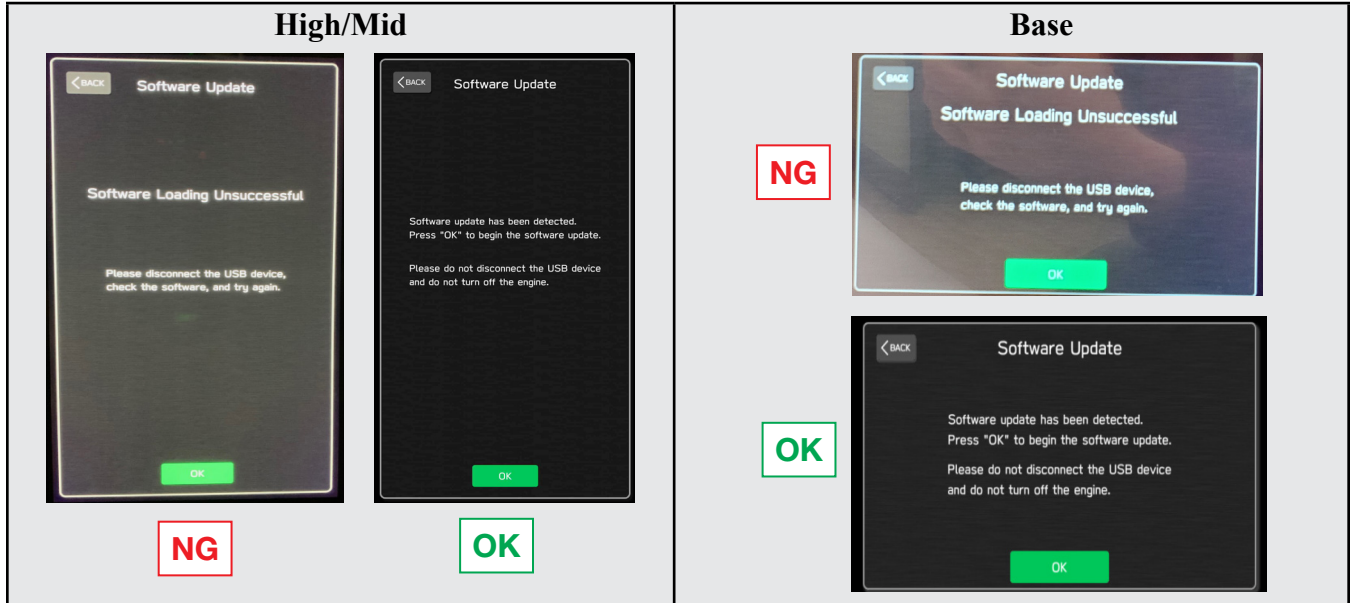 High/Mid
BACK
Software Update
Software Loading Unsuccessful
Please disconnect the USB device,
check the software, and try again.
OK
NG
BACK
Software Update
Software update has been detected.
Press "OK" to begin the software update.
Please do not disconnect the USB device
and do not turn off the engine.
OK
OK
Base
NG
BACK
Software Update
Software Loading Unsuccessful
Please disconnect the USB device,
check the software, and try again.
OK
OK
BACK
Software Update
Software update has been detected.
Press "OK" to begin the software update.
Please do not disconnect the USB device
and do not turn off the engine.
OK